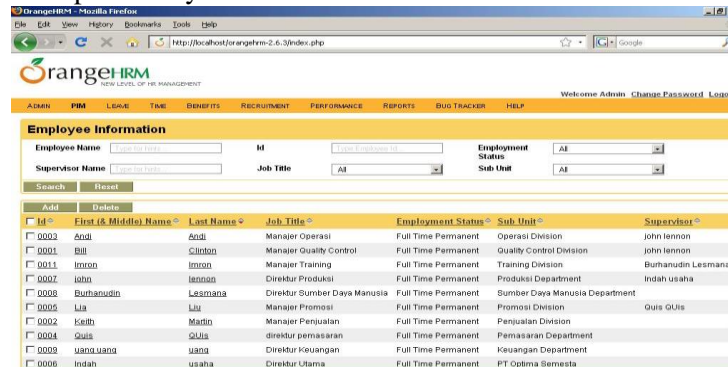 OrangeHRM - Mozilla Firefox
File Edit View History Bookmarks Tools Help
http://localhost/orangehrm-2.6.3/index.php
Google
OrangeHRM
NEW LEVEL OF HR MANAGEMENT
Welcome Admin Change Password Logo
ADMIN PIM LEAVE TIME BENEFITS RECRUITMENT PERFORMANCE REPORTS BUG TRACKER HELP
Employee Information
Employee Name Type for hints... Id Type Employee Id... Employment Status All
Supervisor Name Type for hints... Job Title All Sub Unit All
Search Reset
Add Delete
Id First (& Middle) Name Last Name Job Title Employment Status Sub Unit Supervisor
0003 Andi Andi Manajer Operasi Full Time Permanent Operasi Division john lennon
0001 Bill Clinton Manajer Quality Control Full Time Permanent Quality Control Division john lennon
0011 Imron Imron Manajer Training Full Time Permanent Training Division Burhanudin Lesmana
0007 john lennon Direktur Produksi Full Time Permanent Produksi Department Indah usaha
0008 Burhanudin Lesmana Direktur Sumber Daya Manusia Full Time Permanent Sumber Daya Manusia Department
0005 Lia Liu Manajer Promosi Full Time Permanent Promosi Division Quis QUis
0002 Keith Martin Manajer Penjualan Full Time Permanent Penjualan Division
0004 Quis QUis direktur pemasaran Full Time Permanent Pemasaran Department
0009 uang uang uang Direktur Keuangan Full Time Permanent Keuangan Department
0006 Indah usaha Direktur Utama Full Time Permanent PT Optima Semesta